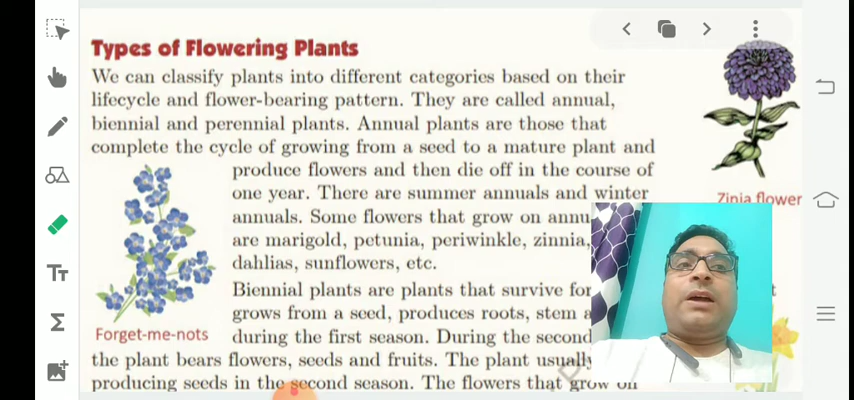 Types of Flowering Plants
We can classify plants into different categories based on their
lifecycle and flower-bearing pattern. They are called annual,
biennial and perennial plants. Annual plants are those that
complete the cycle of growing from a seed to a mature plant and
produce flowers and then die off in the course of
one year. There are summer annuals and winter
annuals. Some flowers that grow on
are marigold, petunia, periwinkle, zinnia,
dahlias, sunflowers, etc.
Biennial plants are plants that survive for
grows from a seed, produces roots, stem
during the first season. During the second
the plant bears flowers, seeds and fruits. The plant usually
producing seeds in the second season. The flowers that grow on
Forget-me-nots
Zinia flower
Tт
Σ